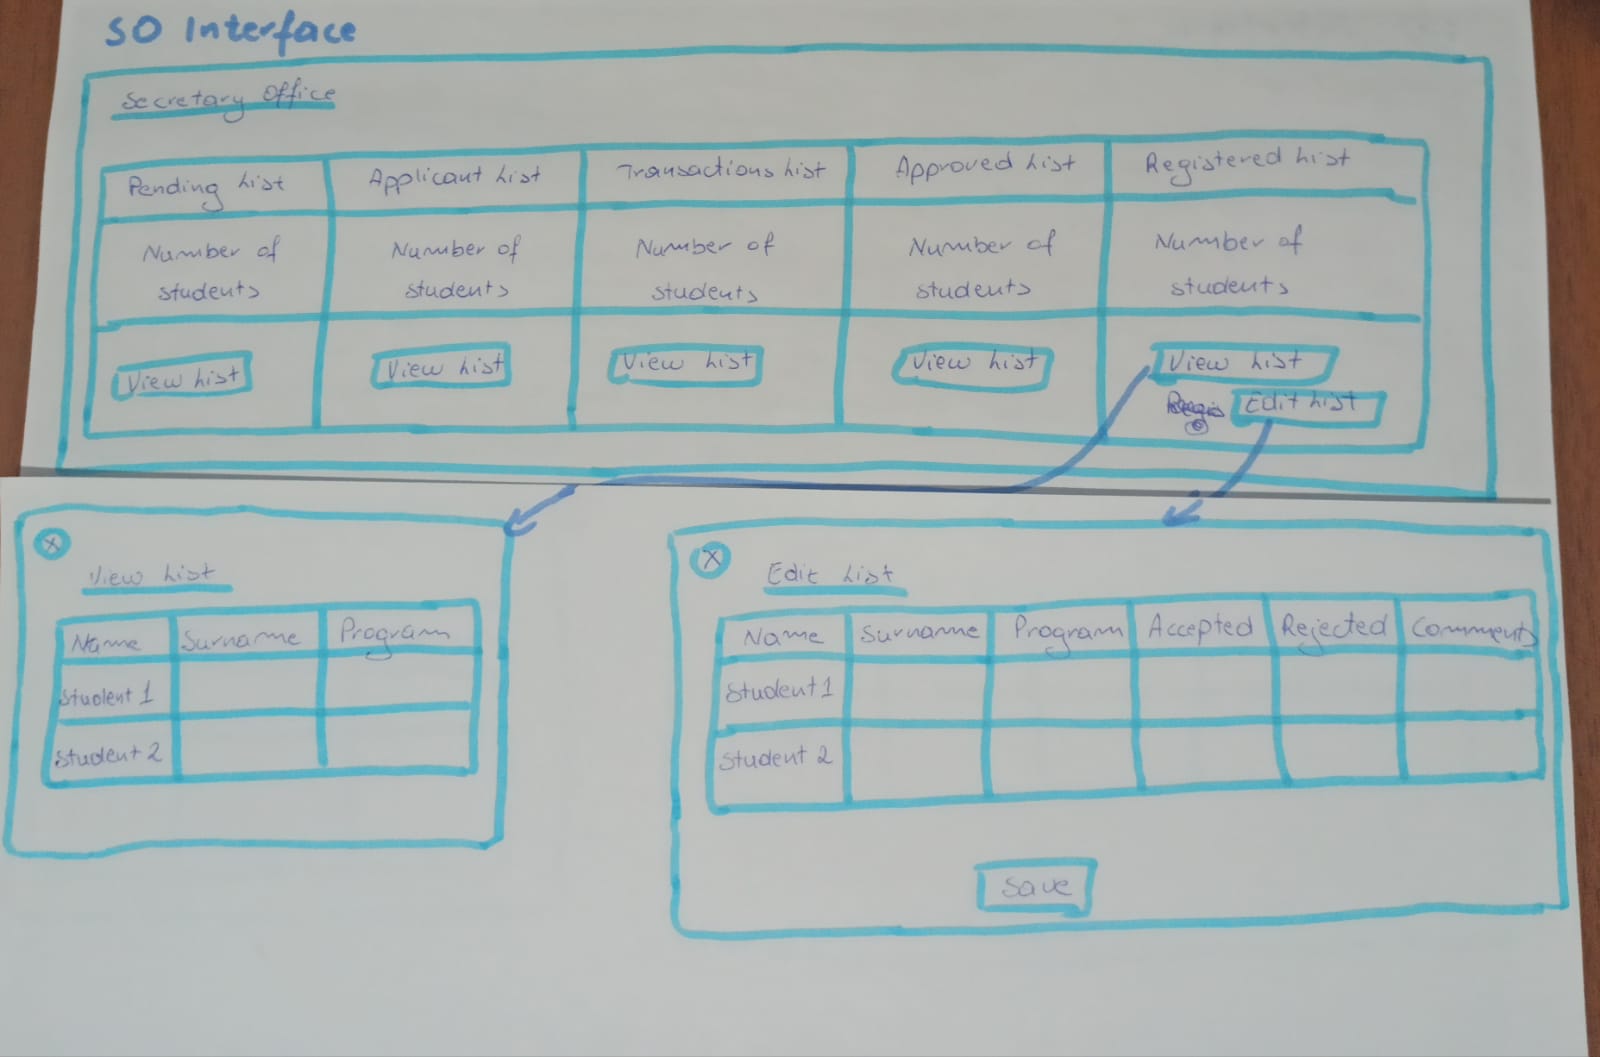 SO Interface
Secretary Office
Pending List
Applicant List
Transactions List
Approved List
Registered List
Number of
students
Number of
students
Number of
students
Number of
students
Number of
students
View List
View List
View List
View List
View List
Edit List
X
View List
Name
Surname
Program
Student 1
Student 2
X
Edit List
Name
Surname
Program
Accepted
Rejected
Comments
Student 1
Student 2
Save